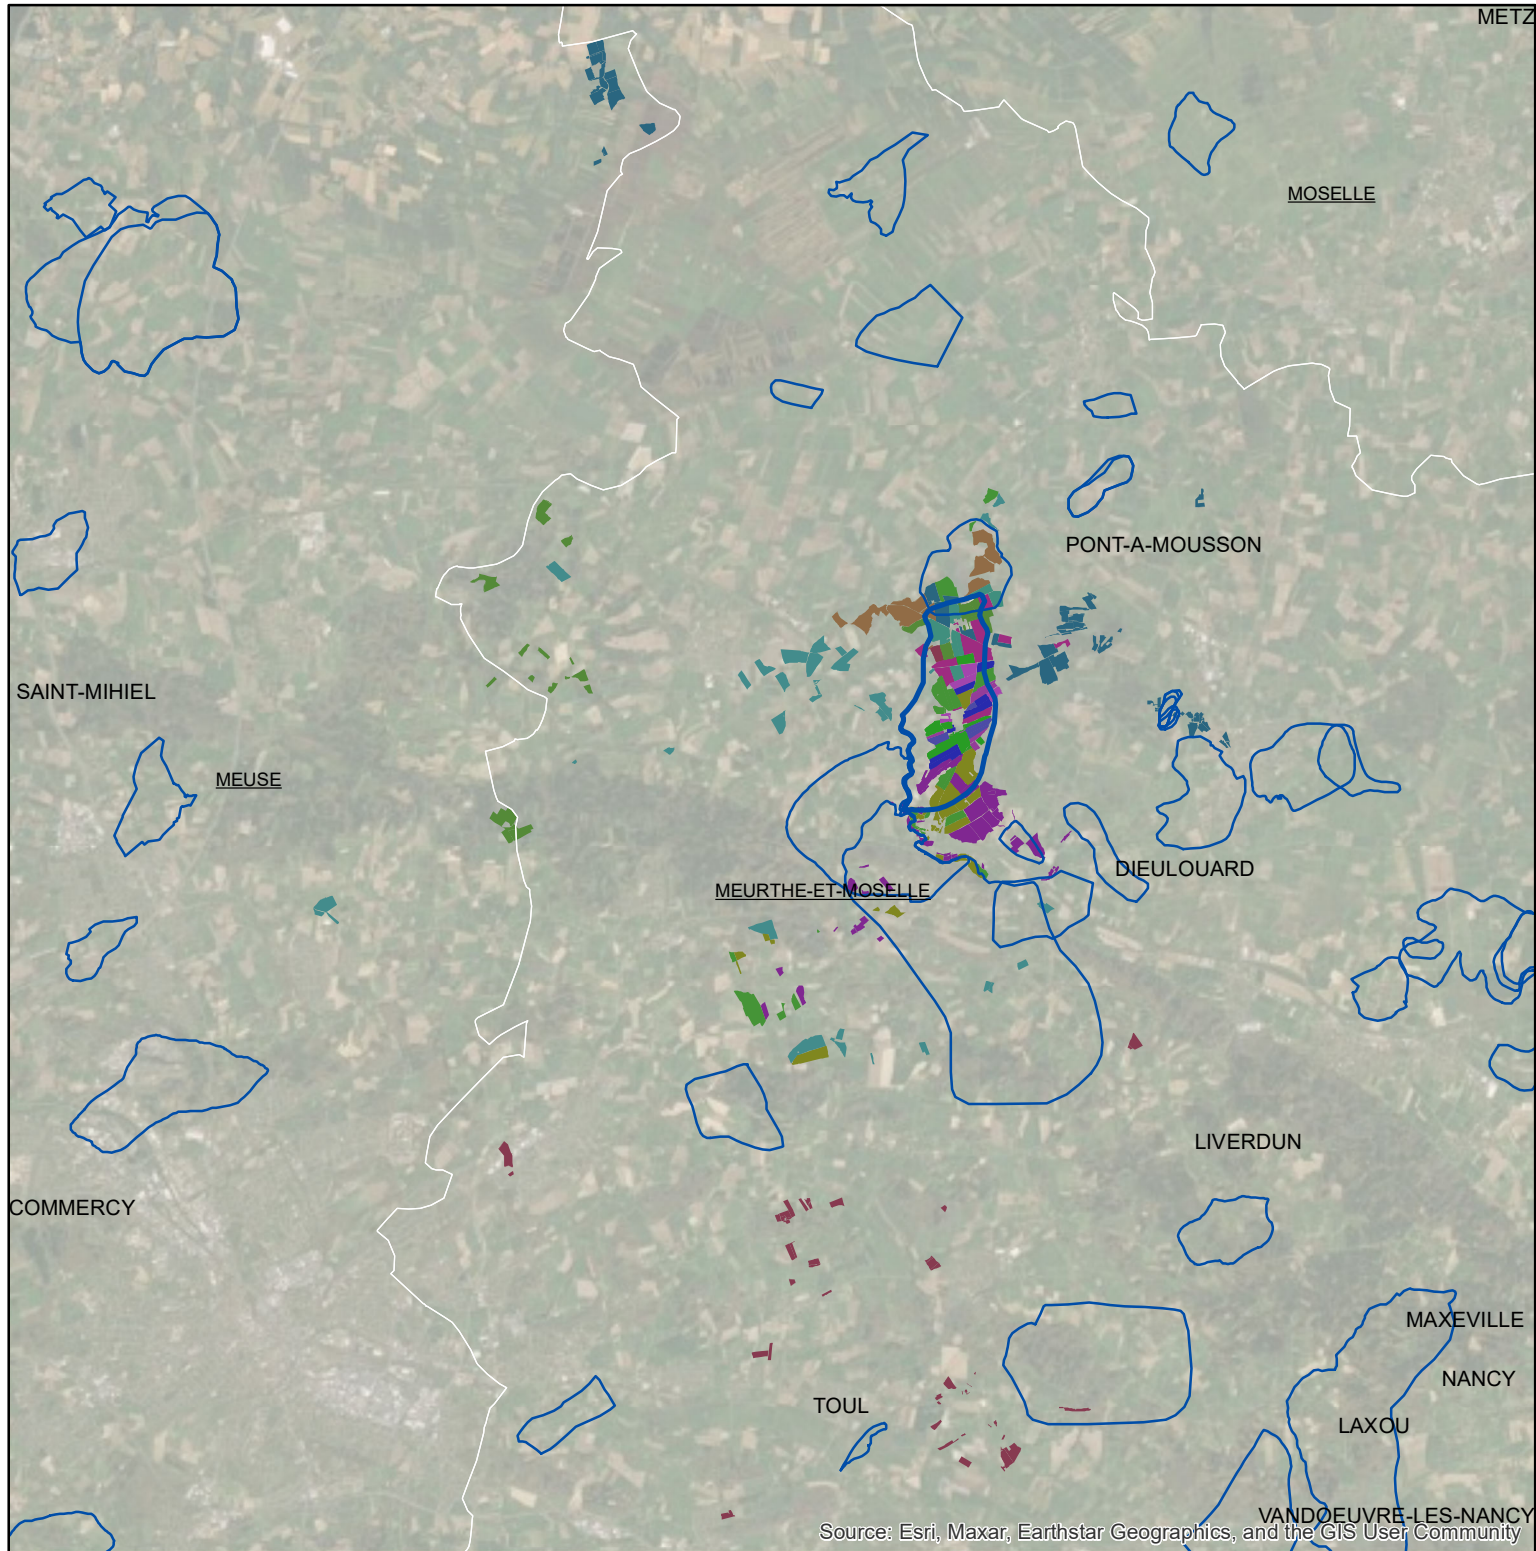 METZ
MOSELLE
PONT-A-MOUSSON
SAINT-MIHIEL
MEUSE
DIEULOUARD
MEURTHE-ET-MOSELLE
LIVERDUN
COMMERCY
MAXEVILLE
NANCY
TOUL
LAXOU
VANDOEUVRE-LES-NANCY
Source: Esri, Maxar, Earthstar Geographics, and the GIS User Community